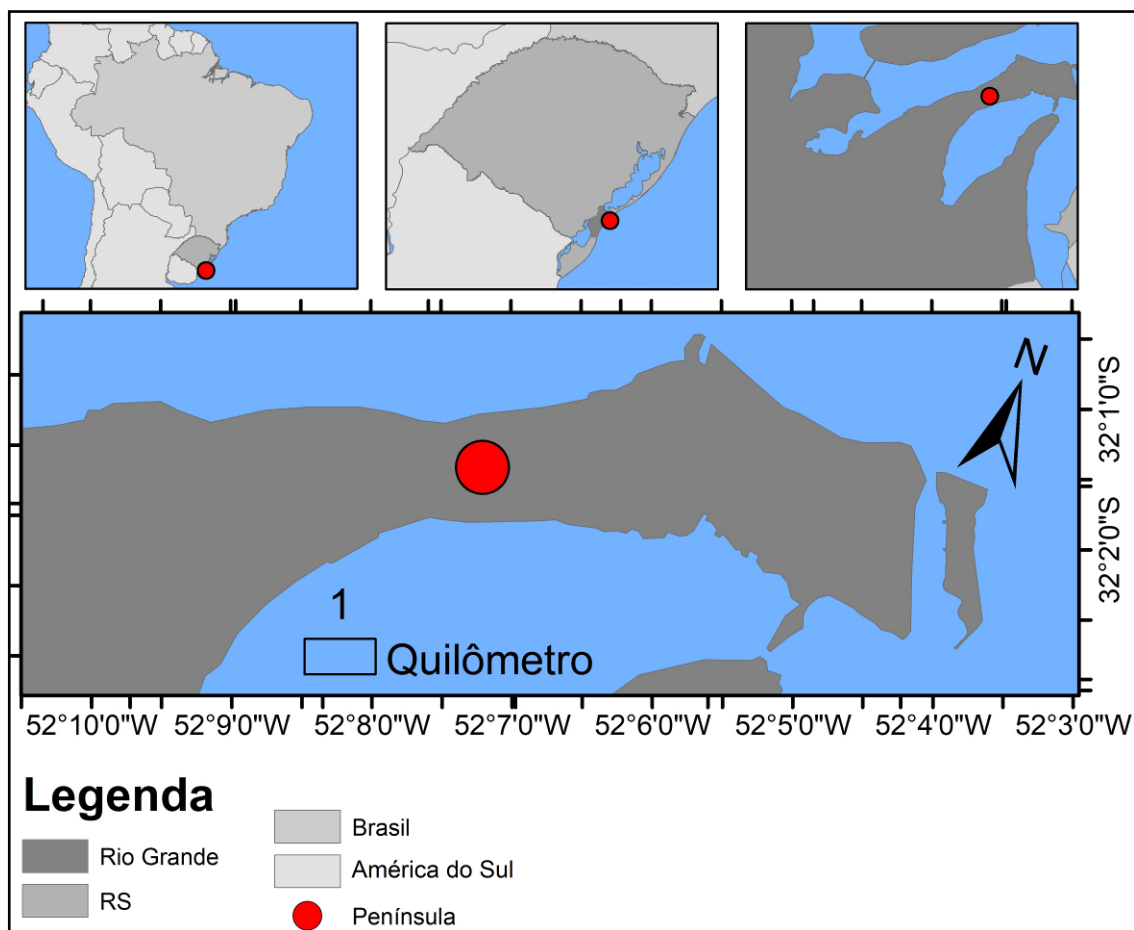 N
32°1'0"S
32°2'0"S
1
Quilômetro
52°10'0"W 52°9'0"W 52°8'0"W 52°7'0"W 52°6'0"W 52°5'0"W 52°4'0"W 52°3'0"W
Legenda
Rio Grande
RS
Brasil
América do Sul
Península